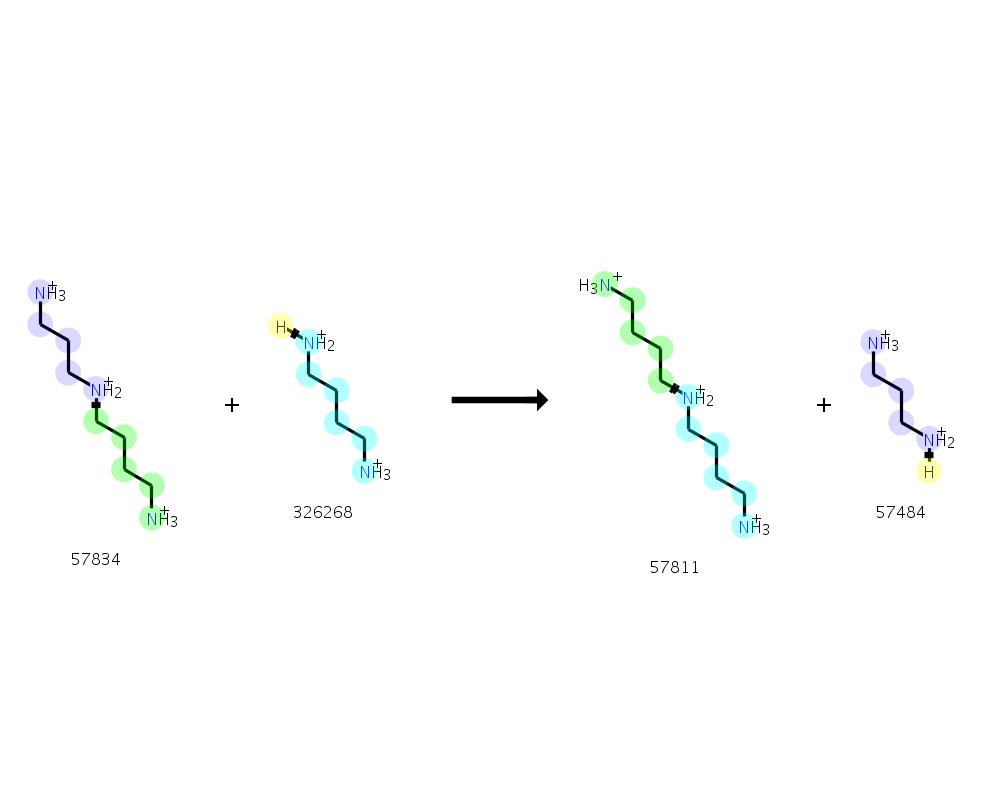 NH3+
NH2+
NH3+
57834
+
H
NH2+
NH3+
326268
H3N+
NH2+
NH3+
57811
+
NH3+
NH2+
H
57484